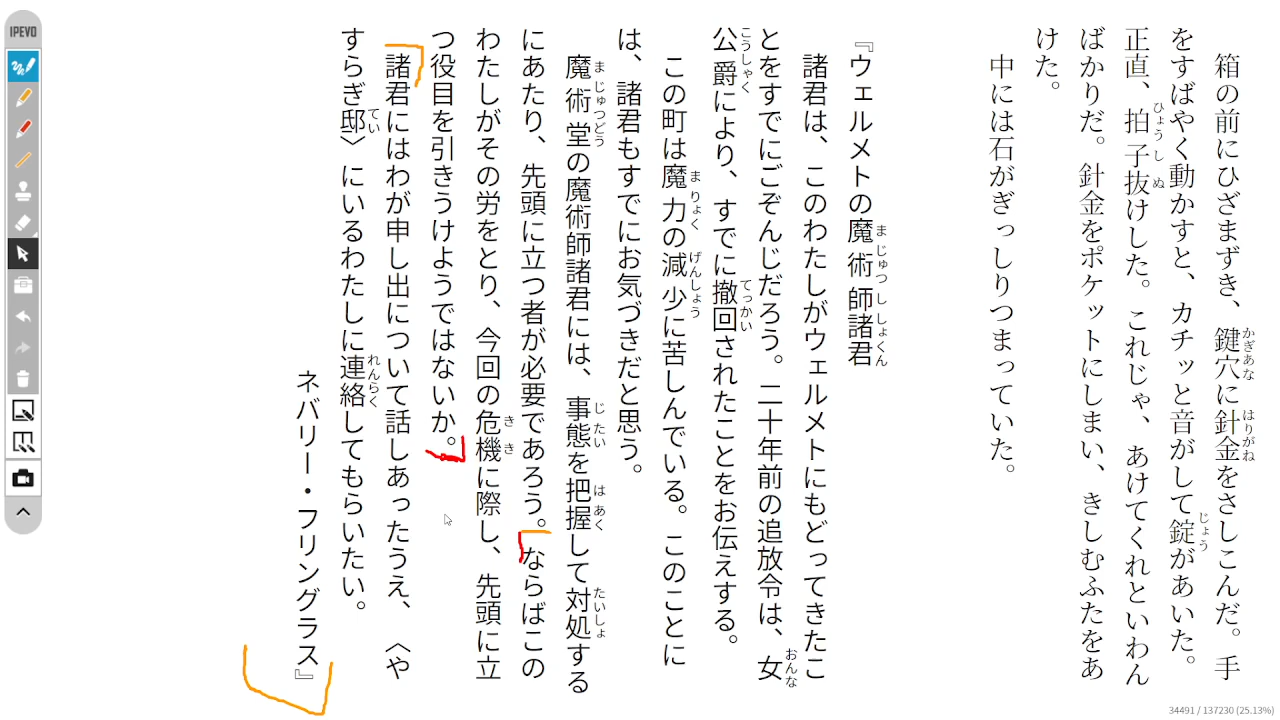 箱の前にひざまずき、鍵穴に針金をさしこんだ。手
をすばやく動かすと、カチッと音がして錠があいた。
正直、拍子抜けした。これじゃ、あけてくれといわん
ばかりだ。針金をポケットにしまい、きしむふたをあ
けた。
中には石がぎっしりつまっていた。
『ウェルメトの魔術師諸君
諸君は、このわたしがウェルメトにもどってきたこ
とをすでにごぞんじだろう。二十年前の追放令は、女
公爵により、すでに撤回されたことをお伝えする。
この町は魔力の減少に苦しんでいる。このことに
は、諸君もすでにお気づきだと思う。
魔術堂の魔術師諸君には、事態を把握して対処する
にあたり、先頭に立つ者が必要であろう。ならばこの
わたしがその労をとり、今回の危機に際し、先頭に立
つ役目を引きうけようではないか。
諸君にはわが申し出について話しあったうえ、〈や
すらぎ邸〉にいるわたしに連絡してもらいたい。
ネバリー・フリングラス』
IPEVO
34491 / 137230 (25.13%)